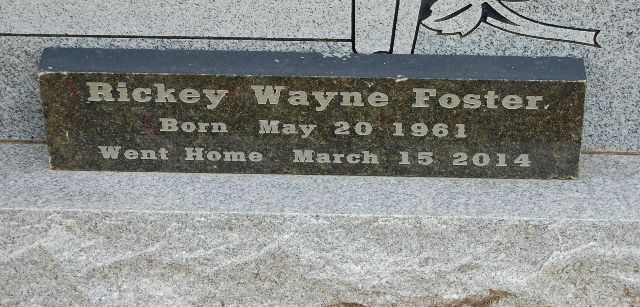 Rickey Wayne Foster
Born May 20 1961
Went Home March 15 2014